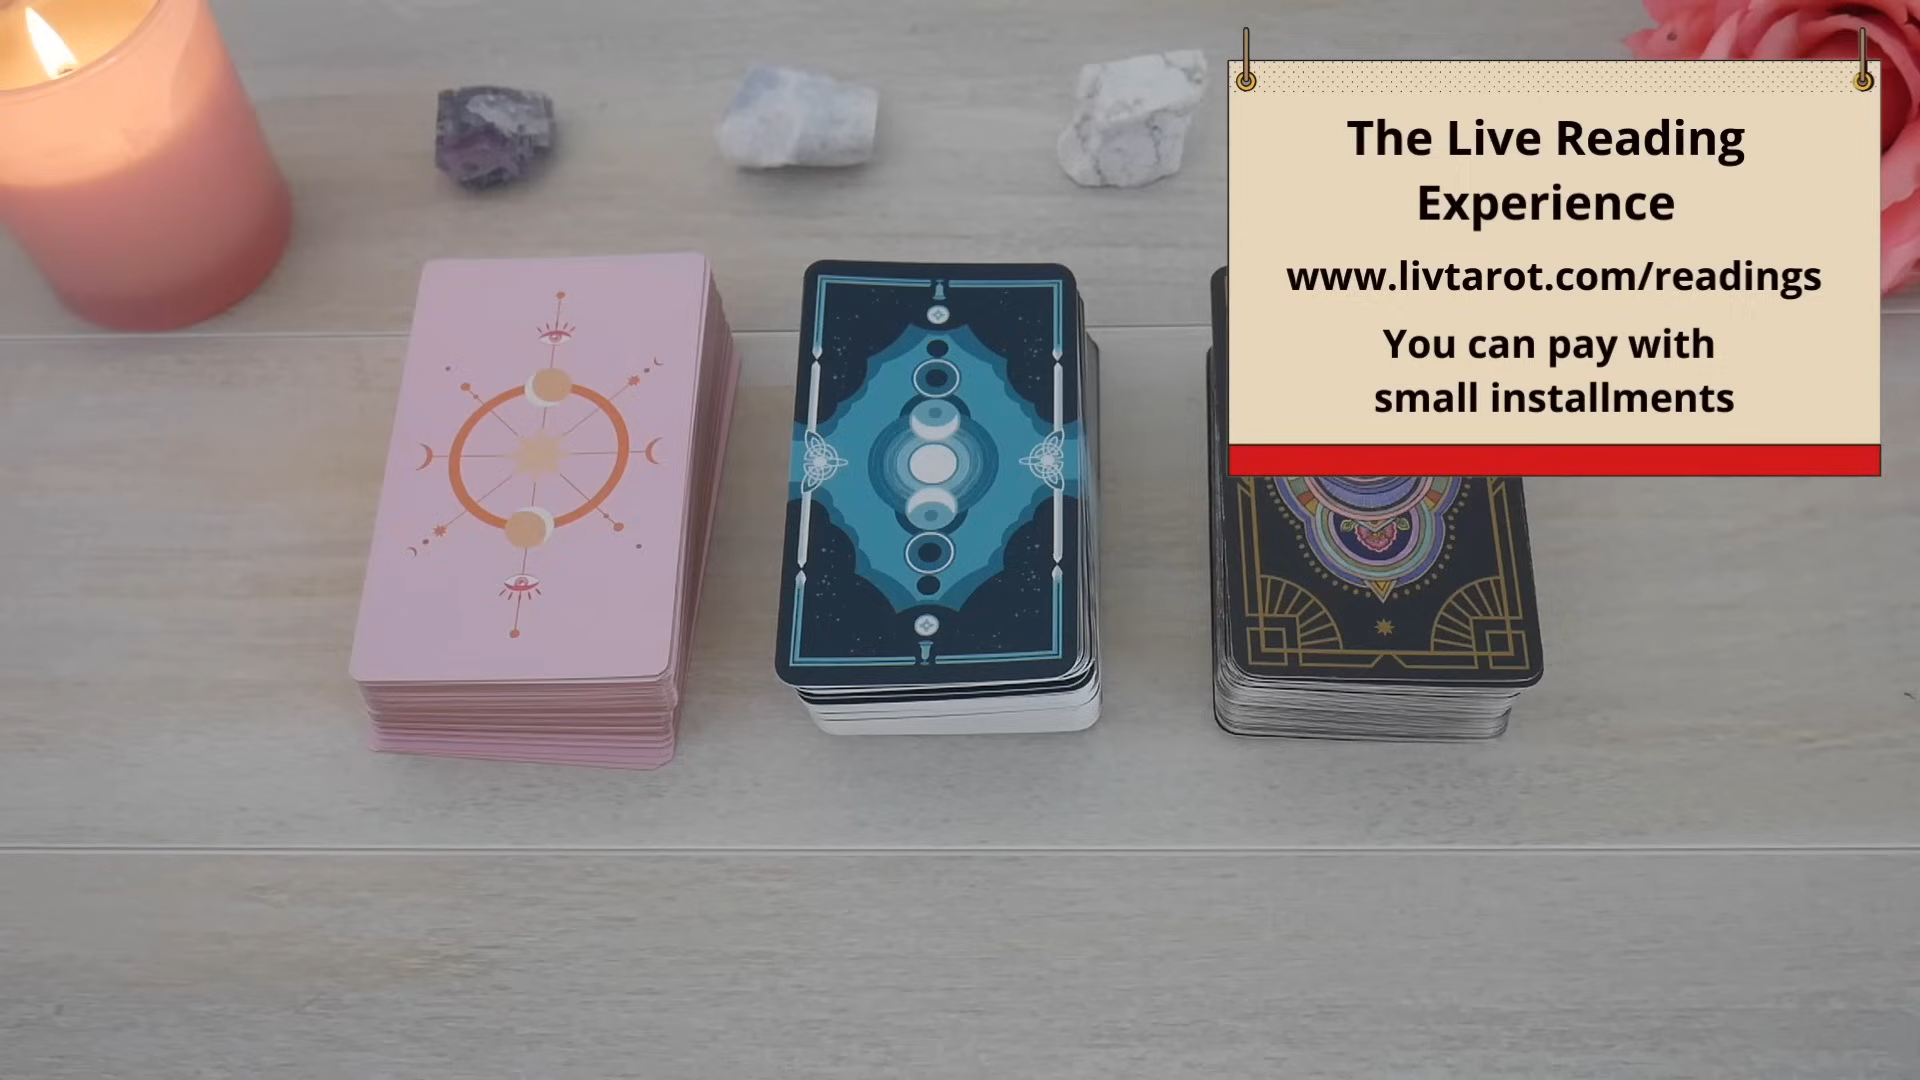 The Live Reading
Experience
www.livtarot.com/readings
You can pay with
small installments